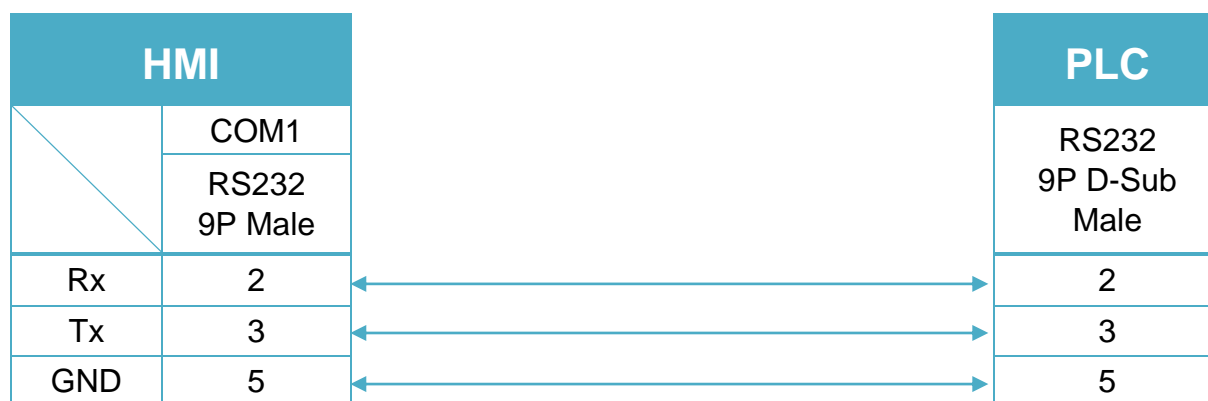 HMI
PLC
COM1
RS232
9P Male
RS232
9P D-Sub
Male
Rx 2 2
Tx 3 3
GND 5 5